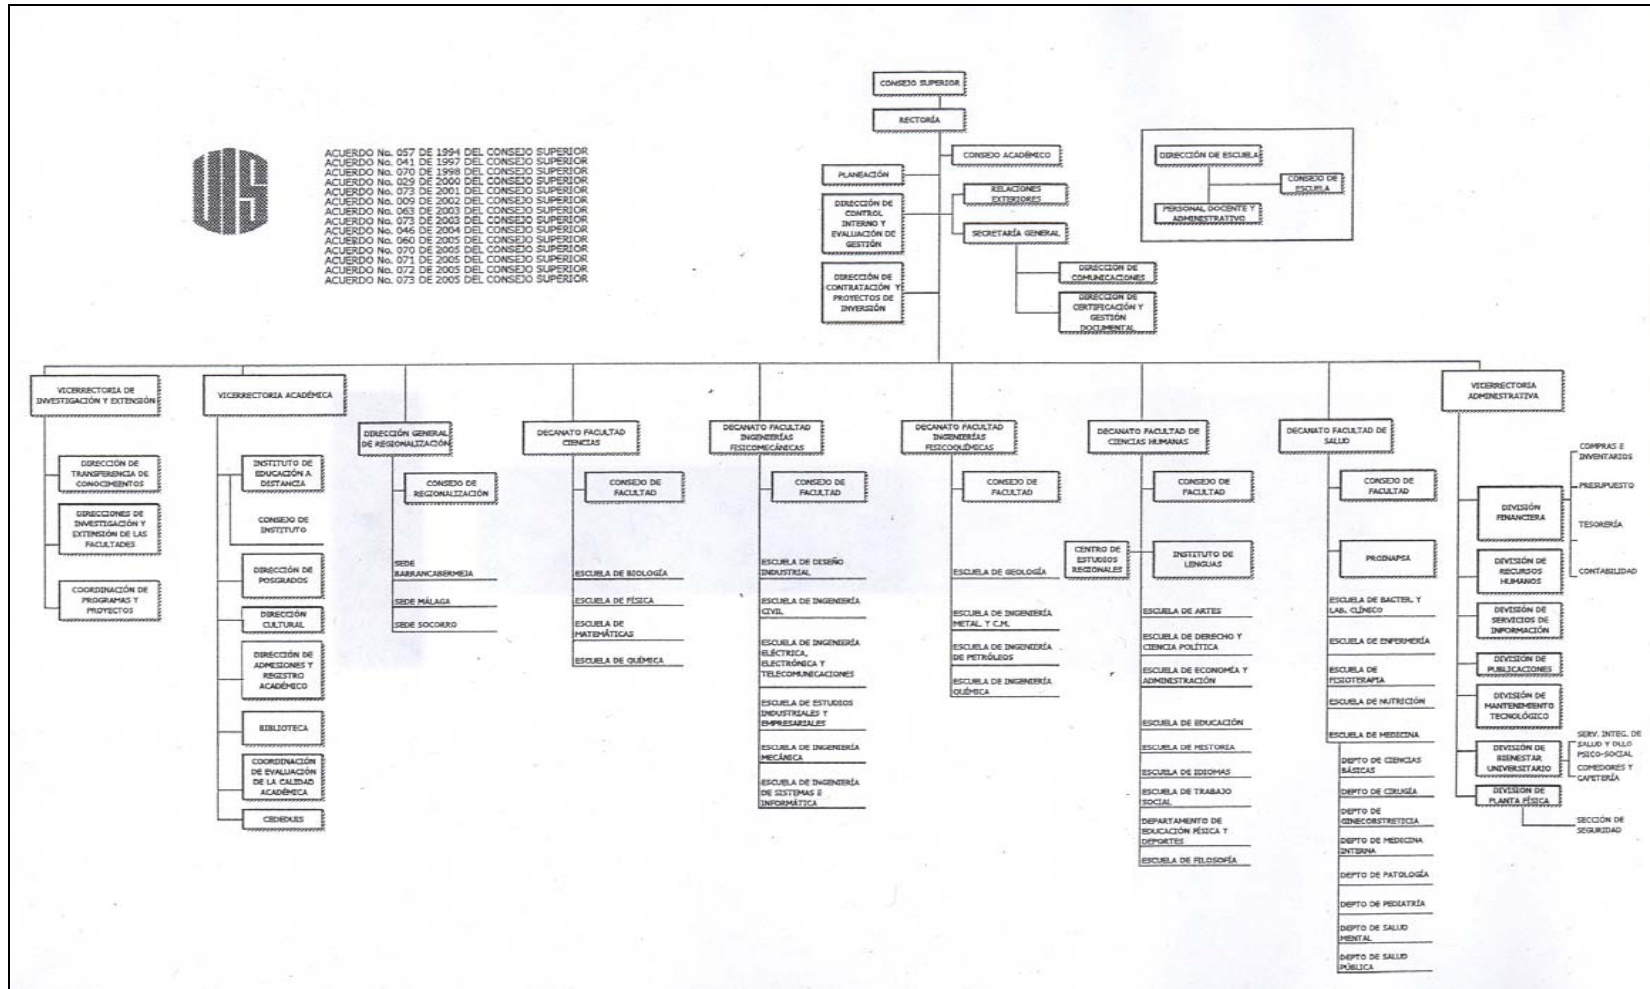 CONSEJO SUPERIOR
RECTORÍA
UIS
ACUERDO No. 057 DE 1994 DEL CONSEJO SUPERIOR
ACUERDO No. 041 DE 1997 DEL CONSEJO SUPERIOR
ACUERDO No. 070 DE 1998 DEL CONSEJO SUPERIOR
ACUERDO No. 029 DE 2000 DEL CONSEJO SUPERIOR
ACUERDO No. 073 DE 2001 DEL CONSEJO SUPERIOR
ACUERDO No. 009 DE 2002 DEL CONSEJO SUPERIOR
ACUERDO No. 063 DE 2003 DEL CONSEJO SUPERIOR
ACUERDO No. 073 DE 2003 DEL CONSEJO SUPERIOR
ACUERDO No. 046 DE 2004 DEL CONSEJO SUPERIOR
ACUERDO No. 060 DE 2005 DEL CONSEJO SUPERIOR
ACUERDO No. 070 DE 2005 DEL CONSEJO SUPERIOR
ACUERDO No. 071 DE 2005 DEL CONSEJO SUPERIOR
ACUERDO No. 072 DE 2005 DEL CONSEJO SUPERIOR
ACUERDO No. 073 DE 2005 DEL CONSEJO SUPERIOR
CONSEJO ACADÉMICO
PLANEACIÓN
RELACIONES
EXTERIORES
DIRECCIÓN DE
CONTROL
INTERNO Y
EVALUACIÓN DE
GESTIÓN
SECRETARÍA GENERAL
DIRECCIÓN DE
COMUNICACIONES
DIRECCIÓN DE
CONTRATACIÓN Y
PROYECTOS DE
INVERSIÓN
DIRECCIÓN DE
CERTIFICACIÓN Y
GESTIÓN
DOCUMENTAL
DIRECCIÓN DE ESCUELA
CONSEJO DE
ESCUELA
PERSONAL DOCENTE Y
ADMINISTRATIVO
VICERRECTORIA DE
INVESTIGACIÓN Y EXTENSIÓN
DIRECCIÓN DE
TRANSFERENCIA DE
CONOCIMIENTOS
DIRECCIONES DE
INVESTIGACIÓN Y
EXTENSIÓN DE LAS
FACULTADES
COORDINACIÓN DE
PROGRAMAS Y
PROYECTOS
VICERRECTORIA ACADÉMICA
INSTITUTO DE
EDUCACIÓN A
DISTANCIA
CONSEJO DE
INSTITUTO
DIRECCIÓN DE
POSGRADOS
DIRECCIÓN
CULTURAL
DIRECCIÓN DE
ADMISIONES Y
REGISTRO
ACADÉMICO
BIBLIOTECA
COORDINACIÓN
DE EVALUACIÓN
DE LA CALIDAD
ACADÉMICA
CEDEDUIS
DIRECCIÓN GENERAL
DE REGIONALIZACIÓN
CONSEJO DE
REGIONALIZACIÓN
SEDE
BARRANCABERMEJA
SEDE MÁLAGA
SEDE SOCORRO
DECANATO FACULTAD
CIENCIAS
CONSEJO DE
FACULTAD
ESCUELA DE BIOLOGÍA
ESCUELA DE FÍSICA
ESCUELA DE
MATEMÁTICAS
ESCUELA DE QUÍMICA
DECANATO FACULTAD
INGENIERÍAS
FISICOMECÁNICAS
CONSEJO DE
FACULTAD
ESCUELA DE DISEÑO
INDUSTRIAL
ESCUELA DE INGENIERÍA
CIVIL
ESCUELA DE INGENIERÍA
ELÉCTRICA,
ELECTRÓNICA Y
TELECOMUNICACIONES
ESCUELA DE ESTUDIOS
INDUSTRIALES Y
EMPRESARIALES
ESCUELA DE INGENIERÍA
MECÁNICA
ESCUELA DE INGENIERÍA
DE SISTEMAS E
INFORMÁTICA
DECANATO FACULTAD
INGENIERÍAS
FISICOQUÍMICAS
CONSEJO DE
FACULTAD
ESCUELA DE GEOLOGÍA
ESCUELA DE INGENIERÍA
METAL. Y C.M.
ESCUELA DE INGENIERÍA
DE PETRÓLEOS
ESCUELA DE INGENIERÍA
QUÍMICA
DECANATO FACULTAD DE
CIENCIAS HUMANAS
CONSEJO DE
FACULTAD
CENTRO DE
ESTUDIOS
REGIONALES
INSTITUTO DE
LENGUAS
ESCUELA DE ARTES
ESCUELA DE DERECHO Y
CIENCIA POLÍTICA
ESCUELA DE ECONOMÍA Y
ADMINISTRACIÓN
ESCUELA DE EDUCACIÓN
ESCUELA DE HISTORIA
ESCUELA DE IDIOMAS
ESCUELA DE TRABAJO
SOCIAL
DEPARTAMENTO DE
EDUCACIÓN FÍSICA Y
DEPORTES
ESCUELA DE FILOSOFÍA
DECANATO FACULTAD DE
SALUD
CONSEJO DE
FACULTAD
PROINAPSA
ESCUELA DE BACTER. Y
LAB. CLÍNICO
ESCUELA DE ENFERMERÍA
ESCUELA DE
FISIOTERAPIA
ESCUELA DE NUTRICIÓN
ESCUELA DE MEDICINA
DEPTO DE CIENCIAS
BÁSICAS
DEPTO DE CIRUGÍA
DEPTO DE
GINECOBSTRETICIA
DEPTO DE MEDICINA
INTERNA
DEPTO DE PATOLOGÍA
DEPTO DE PEDIATRÍA
DEPTO DE SALUD
MENTAL
DEPTO DE SALUD
PÚBLICA
VICERRECTORIA
ADMINISTRATIVA
DIVISIÓN
FINANCIERA
COMPRAS E
INVENTARIOS
PRESUPUESTO
TESORERÍA
CONTABILIDAD
DIVISIÓN DE
RECURSOS
HUMANOS
DIVISIÓN DE
SERVICIOS DE
INFORMACIÓN
DIVISIÓN DE
PUBLICACIONES
DIVISIÓN DE
MANTENIMIENTO
TECNOLÓGICO
DIVISIÓN DE
BIENESTAR
UNIVERSITARIO
SERV. INTEG. DE
SALUD Y DLLO
PSICO-SOCIAL
COMEDORES Y
CAFETERÍA
DIVISIÓN DE
PLANTA FÍSICA
SECCIÓN DE
SEGURIDAD